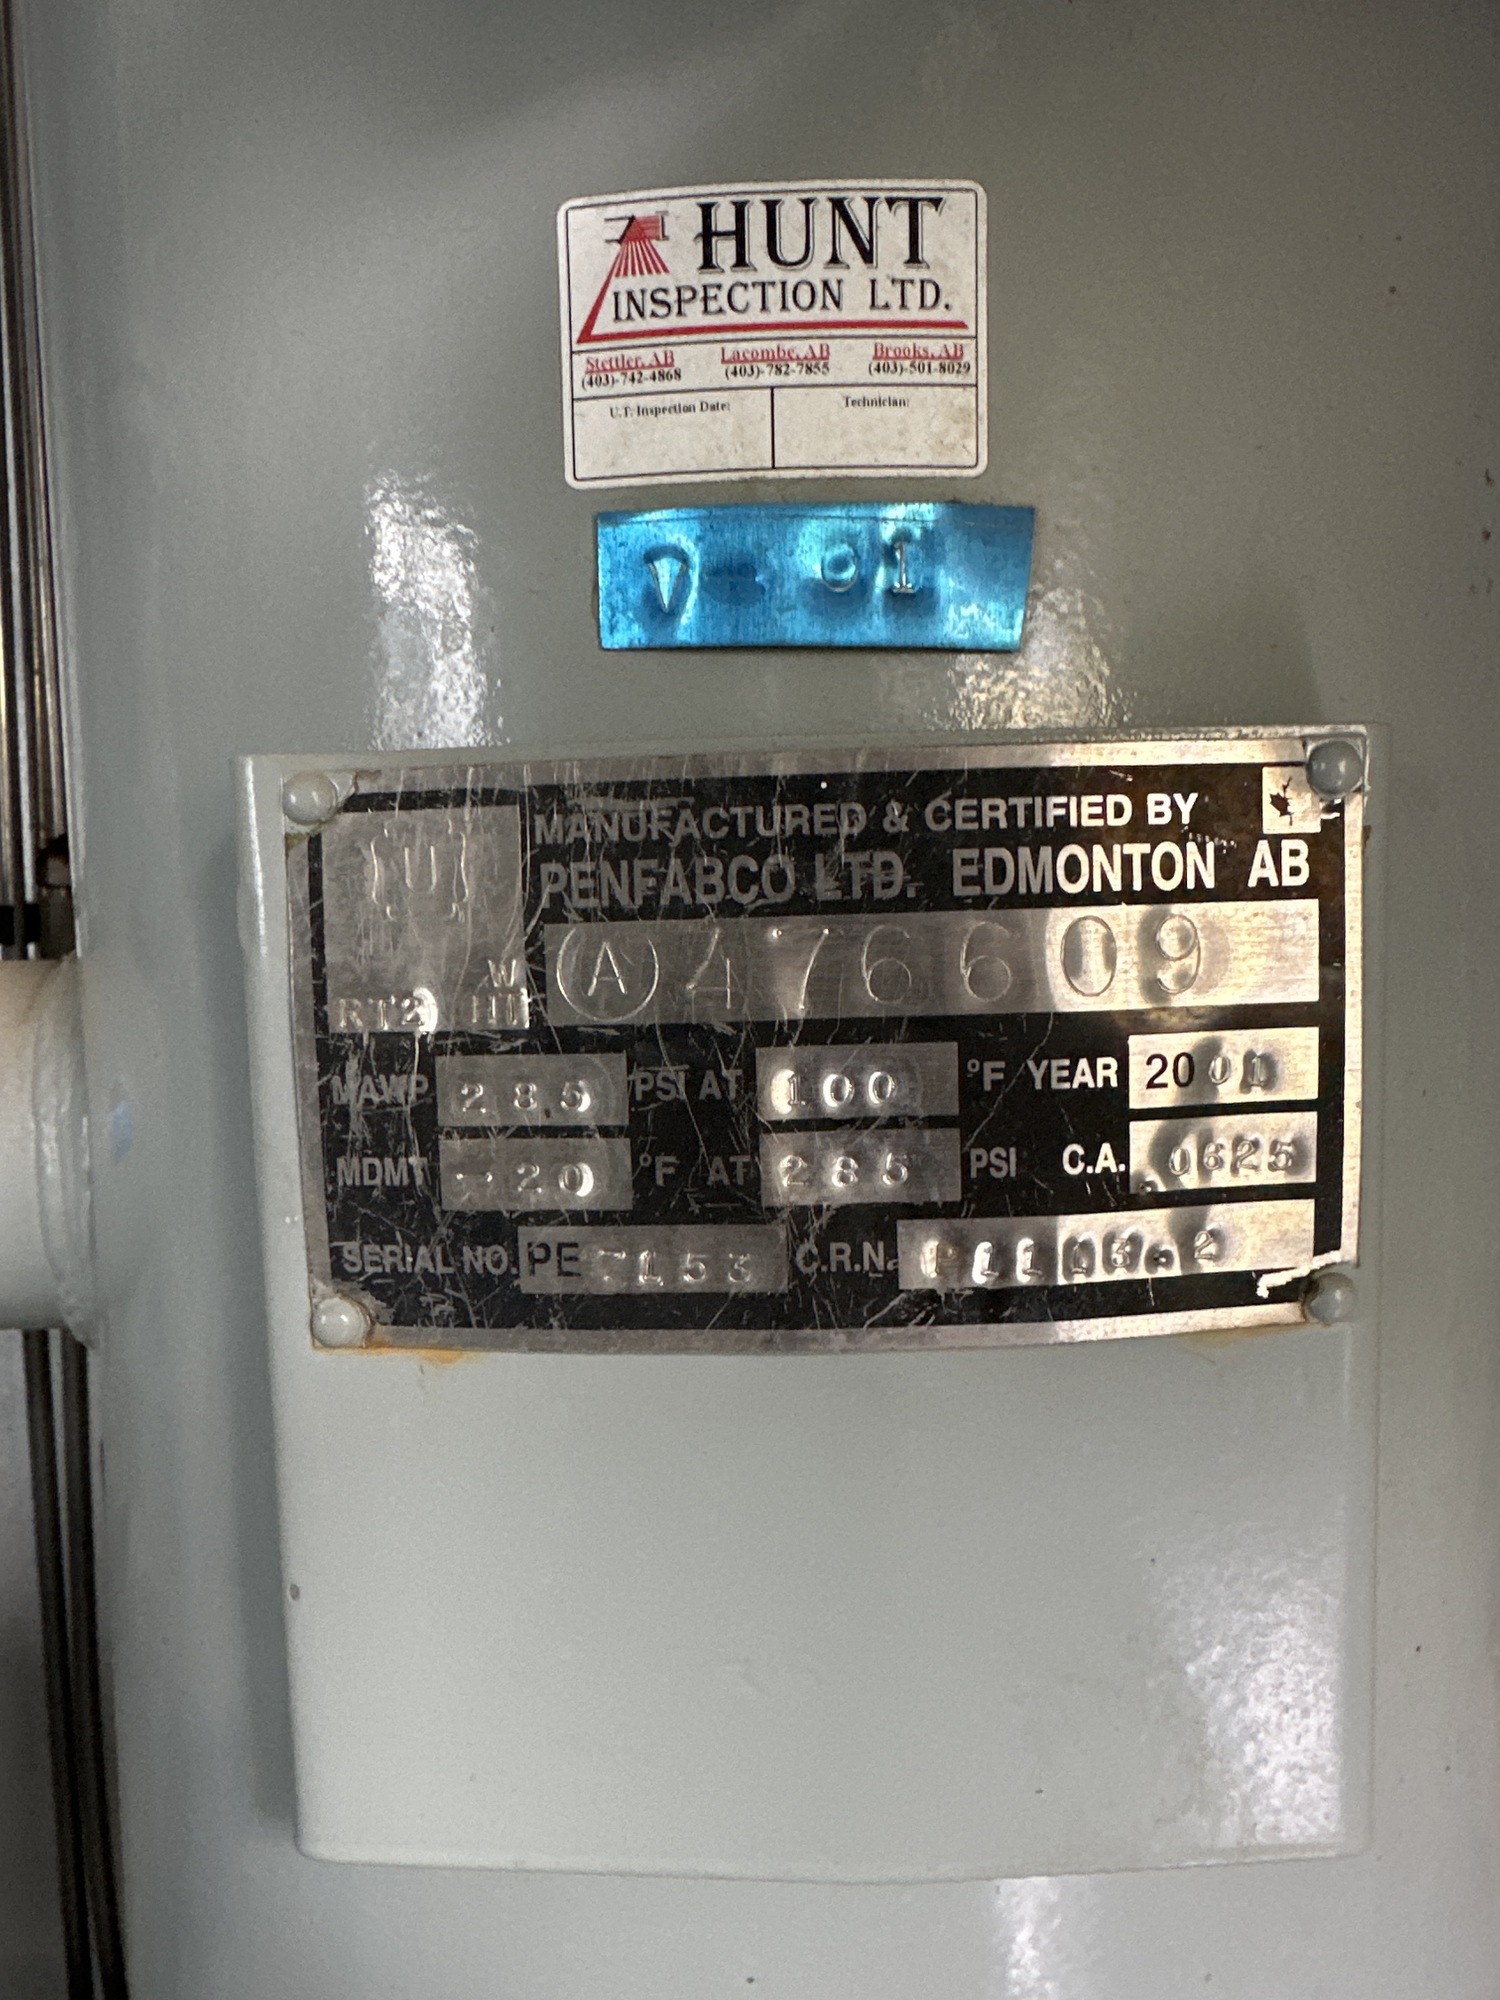 HUNT
INSPECTION LTD.
Stettler, AB Lacombe, AB Brooks, AB
(403)-742-4868 (403)-782-7855 (403)-501-8029
U.T. Inspection Date: Technician:
V- 01
MANUFACTURED & CERTIFIED BY
PENFABCO LTD. EDMONTON AB
U
W
RT2 HT
(A) 476609
MAWP 285 PSI AT 100 °F YEAR 2001
MDMT -20 °F AT 285 PSI C.A. .0625
SERIAL NO. PE 7153 C.R.N.